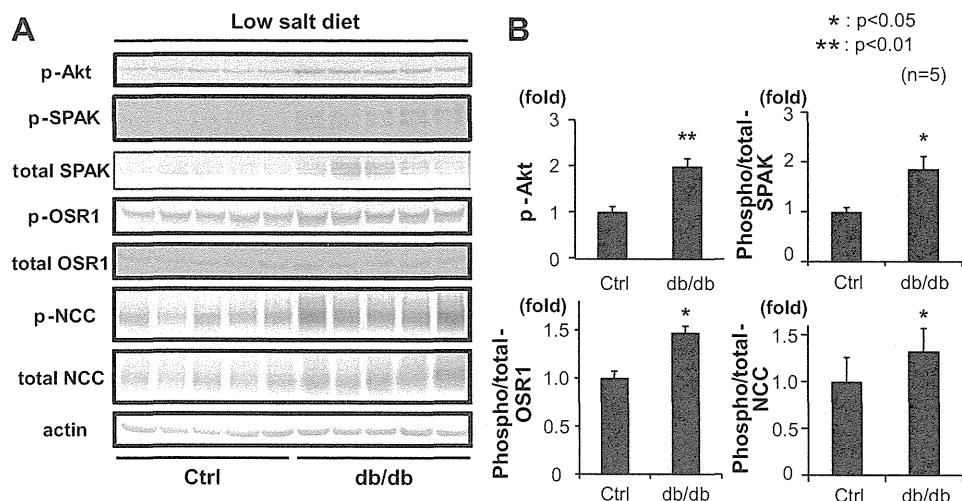 A
Low salt diet
p-Akt
p-SPAK
total SPAK
p-OSR1
total OSR1
p-NCC
total NCC
actin
Ctrl
db/db
B
* : p<0.05
** : p<0.01
(n=5)
(fold)
p-Akt
3
2
1
0
**
Ctrl
db/db
(fold)
Phospho/total-
SPAK
3
2
1
0
*
Ctrl
db/db
(fold)
Phospho/total-
OSR1
1.5
1.0
0.5
0
*
Ctrl
db/db
(fold)
Phospho/total-
NCC
1.5
1.0
0.5
0
*
Ctrl
db/db